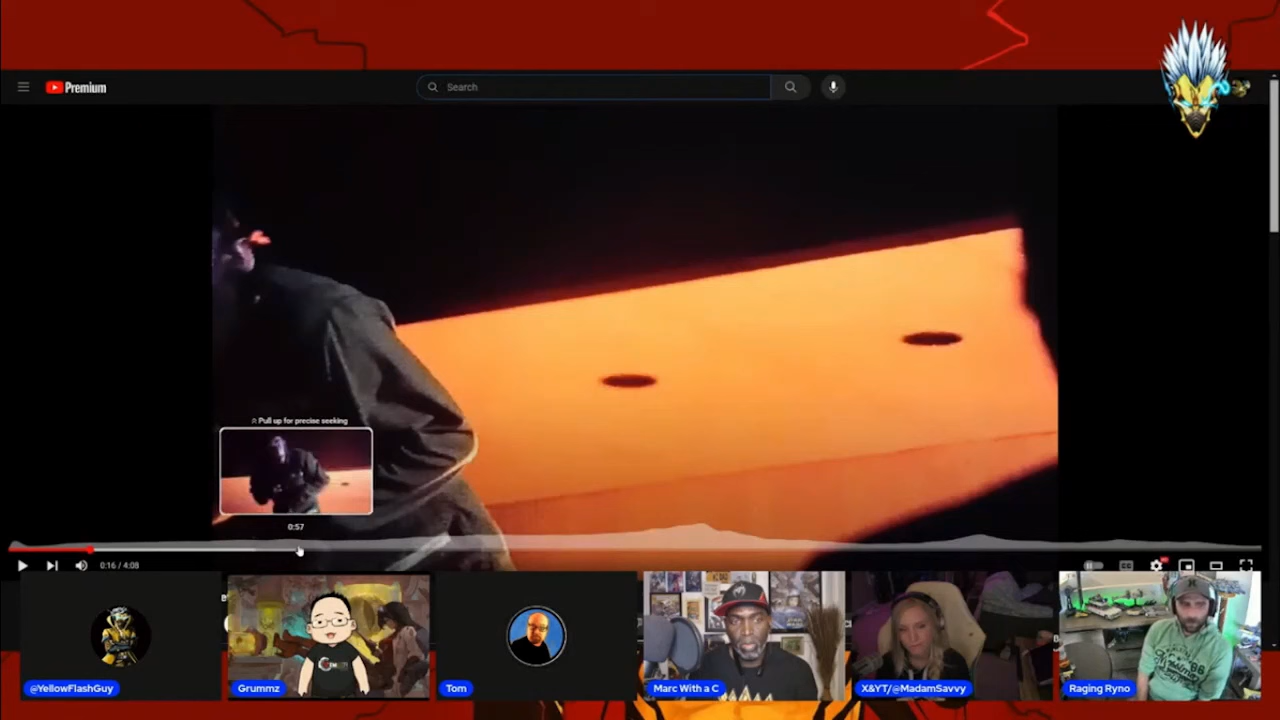 Premium
Search
Pull up for precise seeking
0:57
0:16 / 4:08
@YellowFlashGuy
Grummz
Tom
Marc With a C
X&YT/@MadamSavvy
Raging Ryno